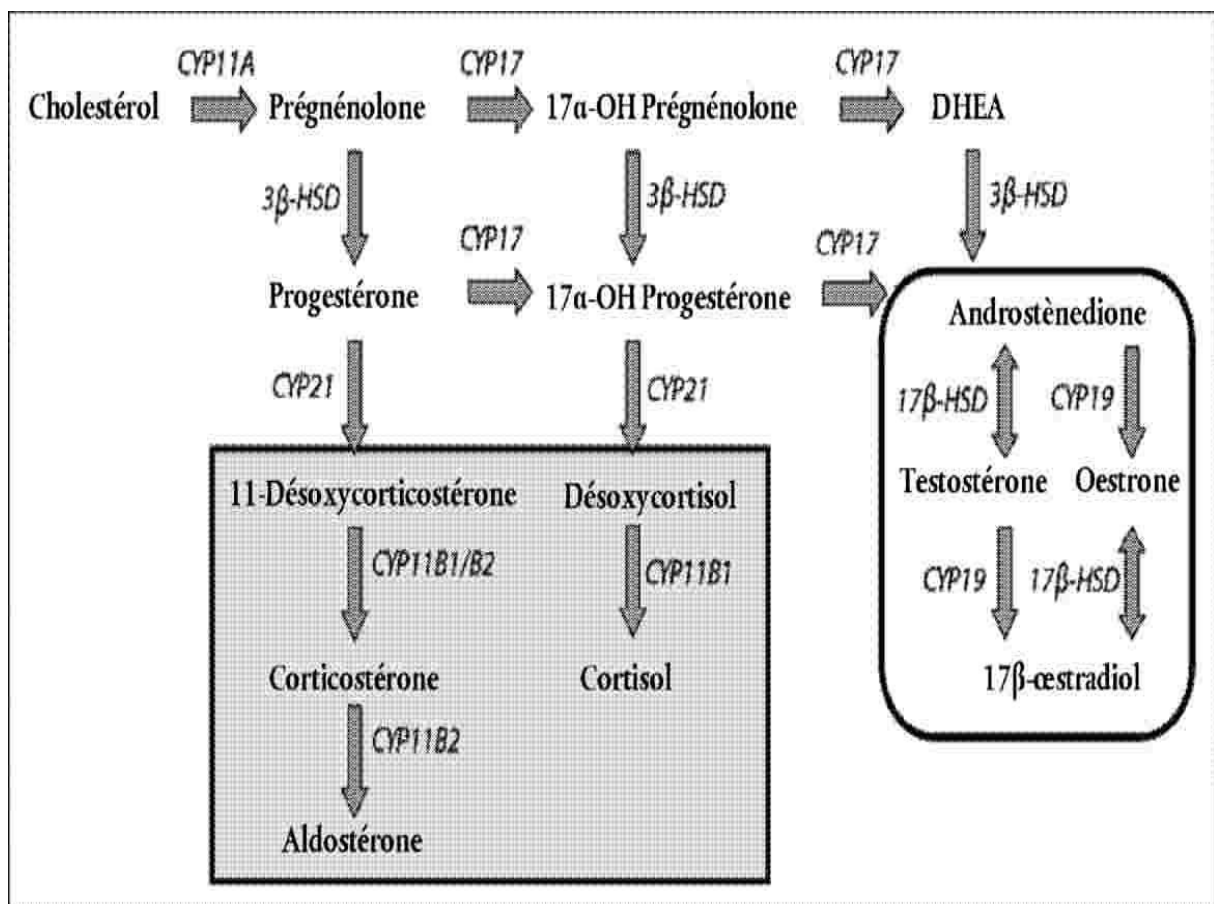 CYP11A CYP17 CYP17
Cholestérol Prégnénolone 17α-OH Prégnénolone DHEA
3β-HSD 3β-HSD 3β-HSD
CYP17 CYP17
Progestérone 17α-OH Progestérone
Androstènedione
CYP21 CYP21 17β-HSD CYP19
11-Désoxycorticostérone Désoxycortisol Testostérone Oestrone
CYP11B1/B2 CYP11B1 CYP19 17β-HSD
Corticostérone Cortisol 17β-œstradiol
CYP11B2
Aldostérone